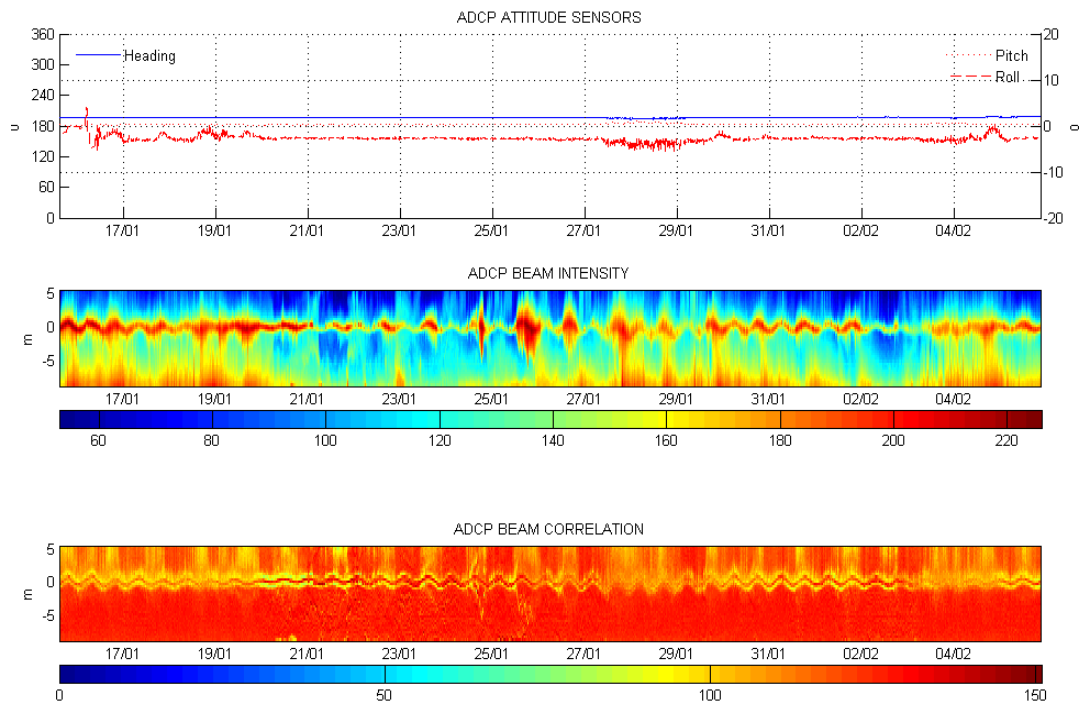 ADCP ATTITUDE SENSORS
360
300
240
180
120
60
0
20
10
0
-10
-20
Heading
Pitch
Roll
o
o
17/01 19/01 21/01 23/01 25/01 27/01 29/01 31/01 02/02 04/02
ADCP BEAM INTENSITY
5
0
-5
m
17/01 19/01 21/01 23/01 25/01 27/01 29/01 31/01 02/02 04/02
60 80 100 120 140 160 180 200 220
ADCP BEAM CORRELATION
5
0
-5
m
17/01 19/01 21/01 23/01 25/01 27/01 29/01 31/01 02/02 04/02
0 50 100 150